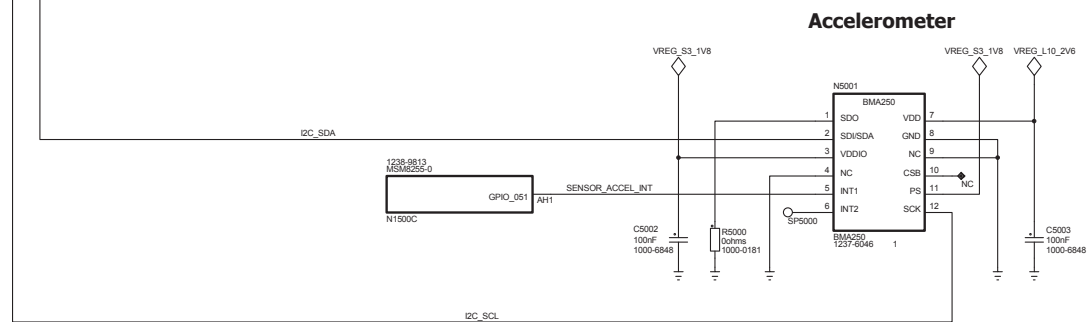 Accelerometer
VREG_S3_1V8
VREG_S3_1V8
VREG_L10_2V6
N5001
BMA250
1
SDO
VDD
7
I2C_SDA
2
SDI/SDA
GND
8
3
VDDIO
NC
9
1238-9813
MSM8255-0
4
NC
CSB
10
NC
GPIO_051
AH1
SENSOR_ACCEL_INT
5
INT1
PS
11
N1500C
SP5000
6
INT2
SCK
12
C5002
100nF
1000-6848
R5000
0ohms
1000-0181
BMA250
1237-6046
1
C5003
100nF
1000-6848
I2C_SCL